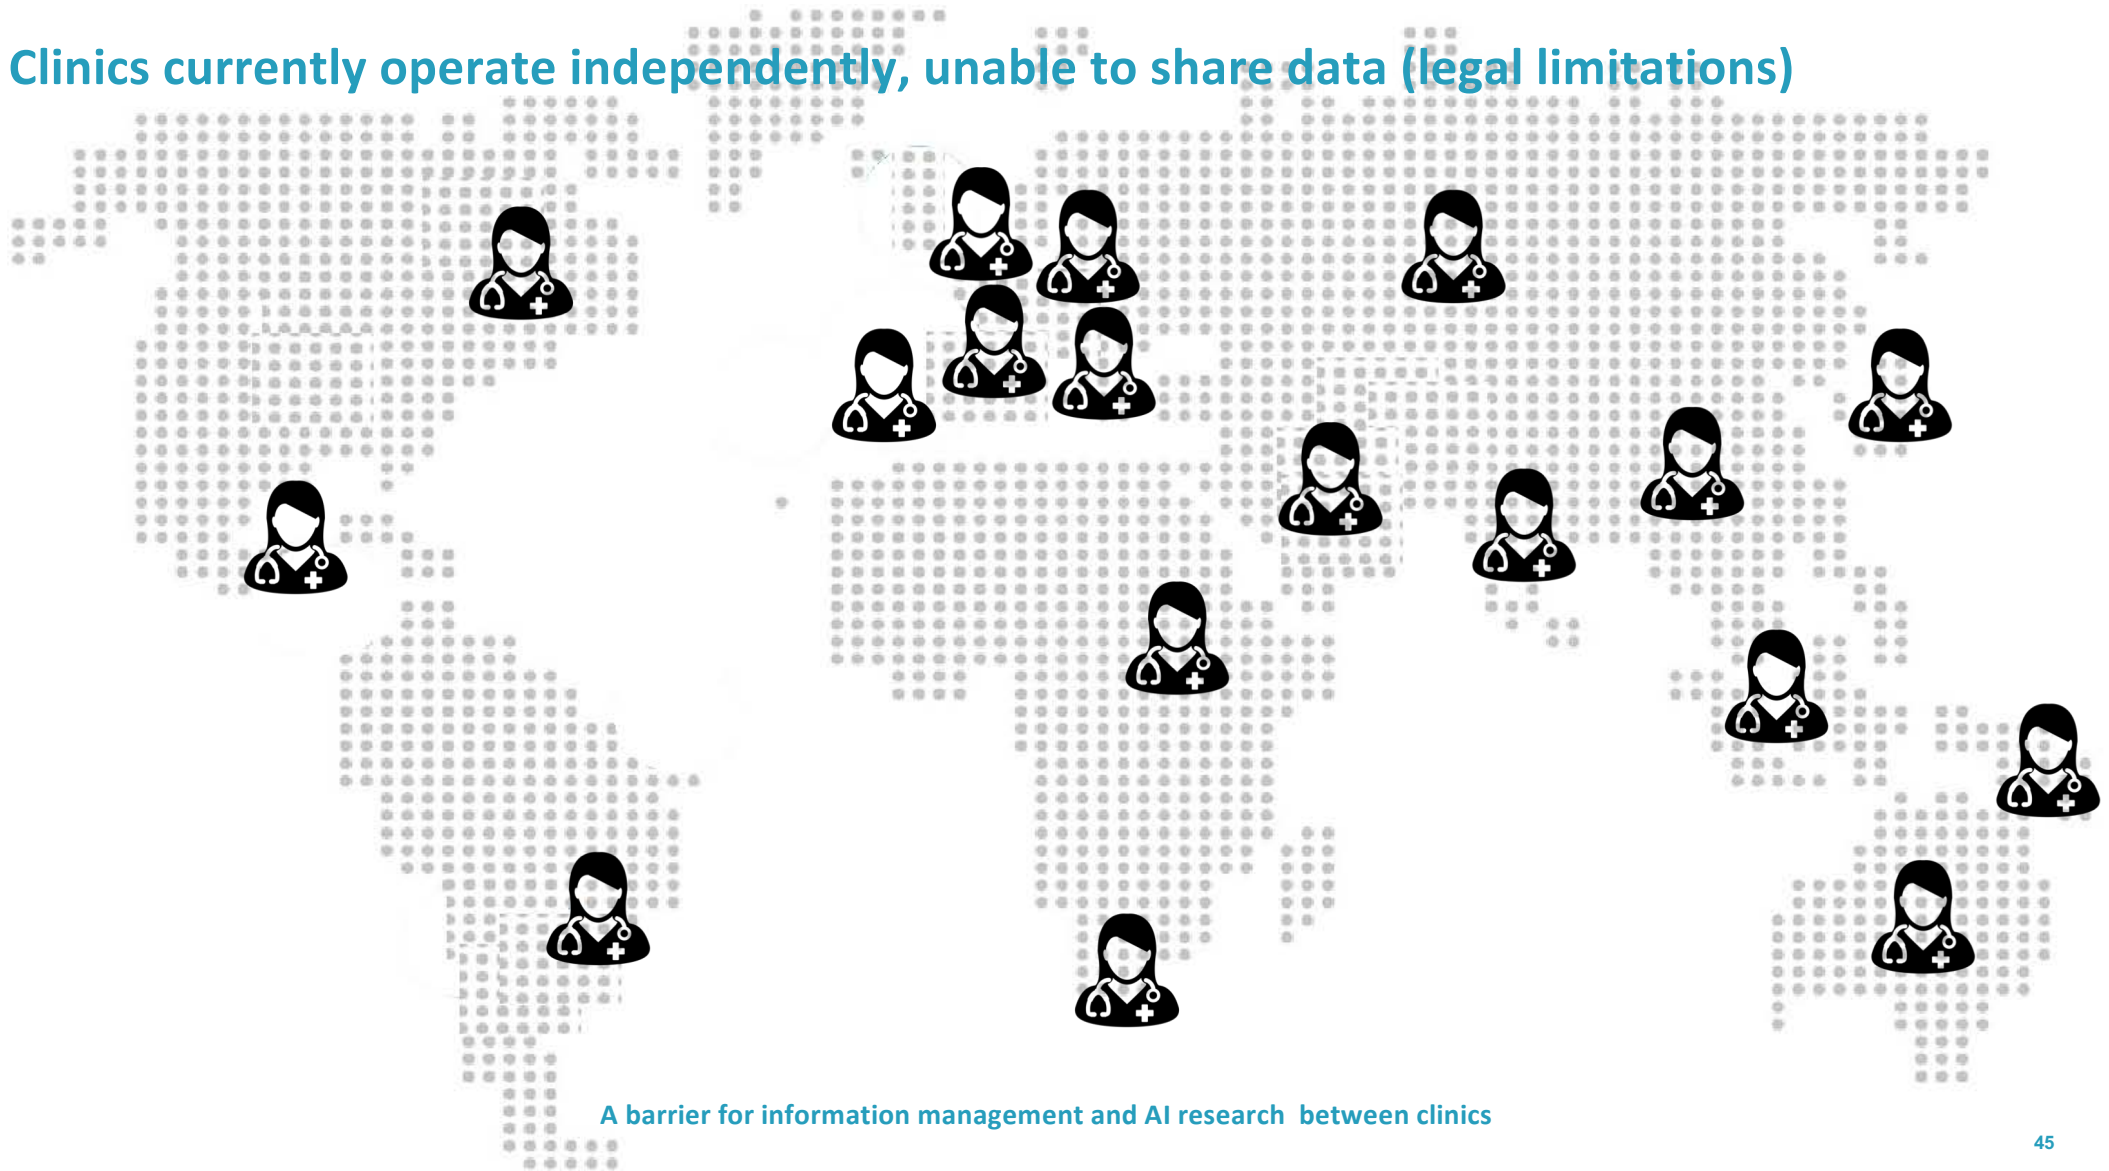 Clinics currently operate independently, unable to share data (legal limitations)
A barrier for information management and AI research between clinics
45